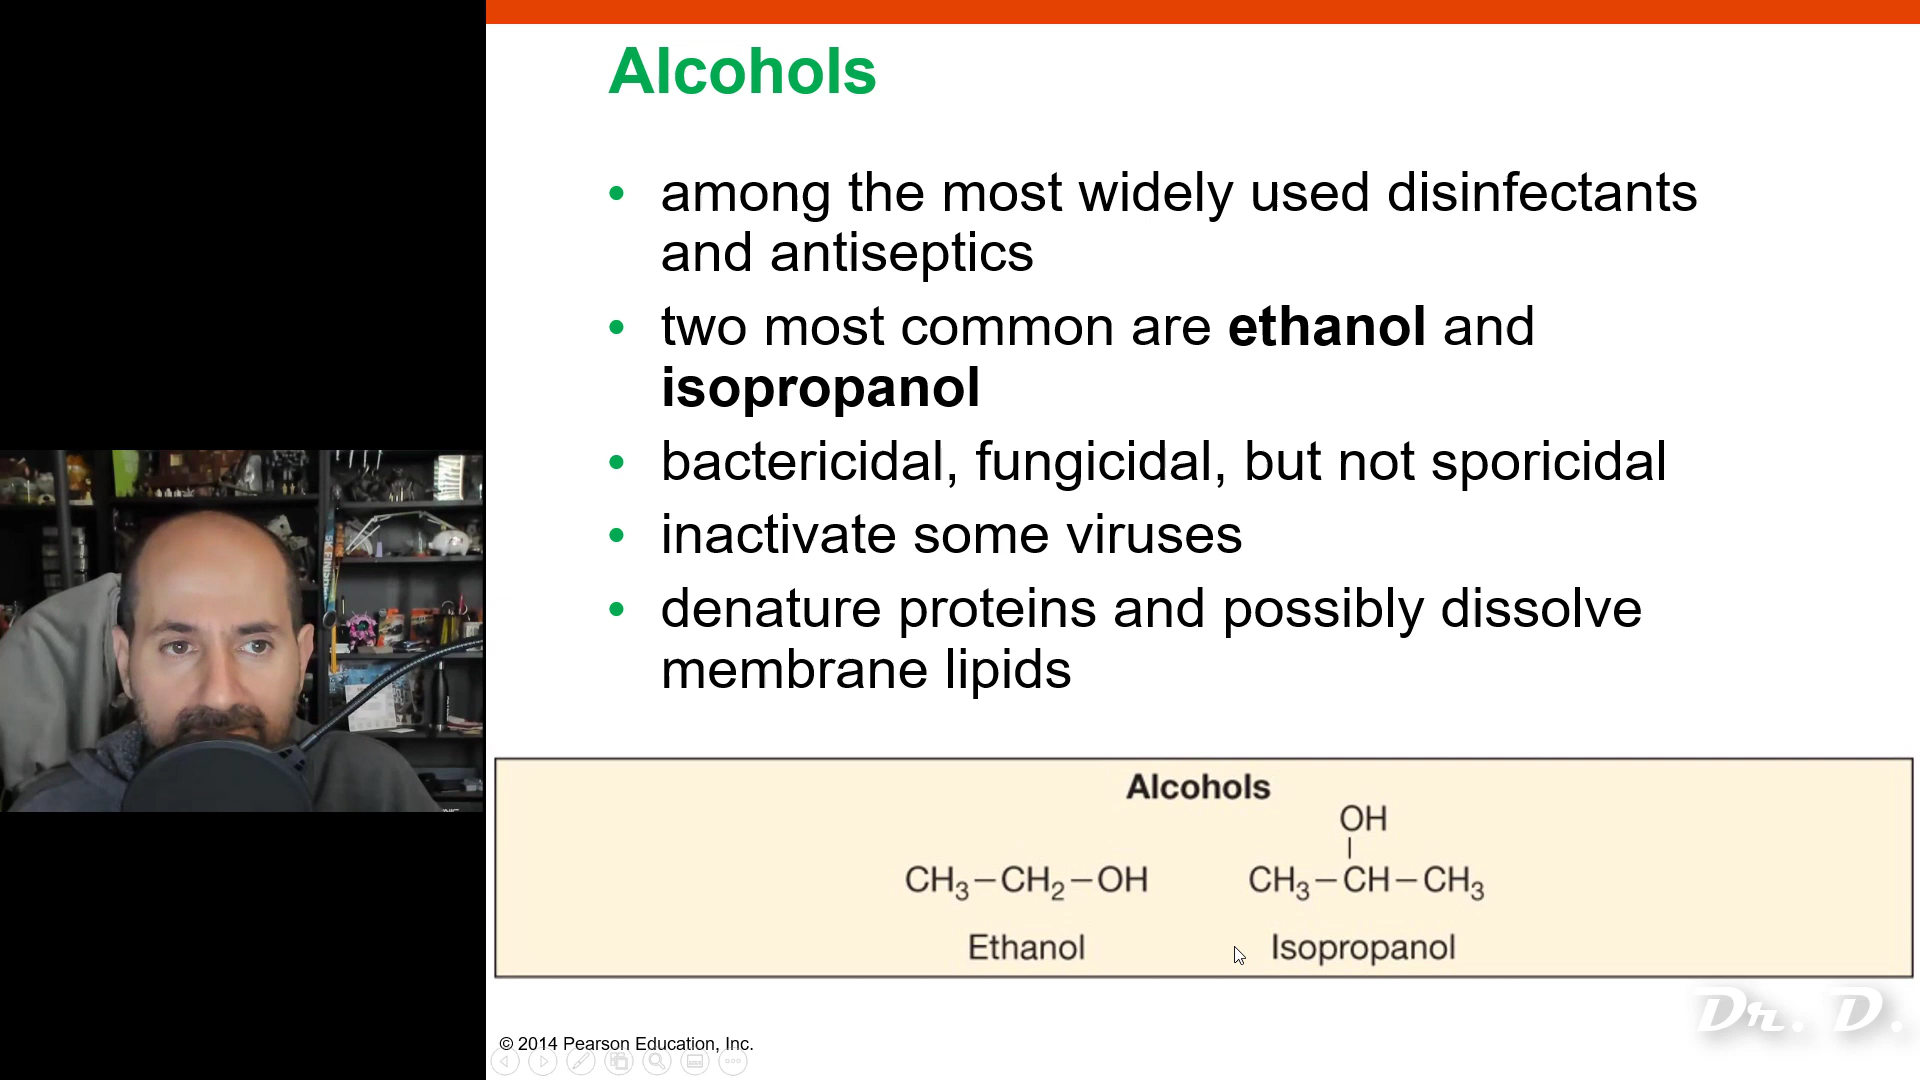 Alcohols
• among the most widely used disinfectants
and antiseptics
• two most common are ethanol and
isopropanol
• bactericidal, fungicidal, but not sporicidal
• inactivate some viruses
• denature proteins and possibly dissolve
membrane lipids
Alcohols
OH
CH₃–CH₂–OH CH₃–CH–CH₃
Ethanol Isopropanol
Dr. D.
© 2014 Pearson Education, Inc.